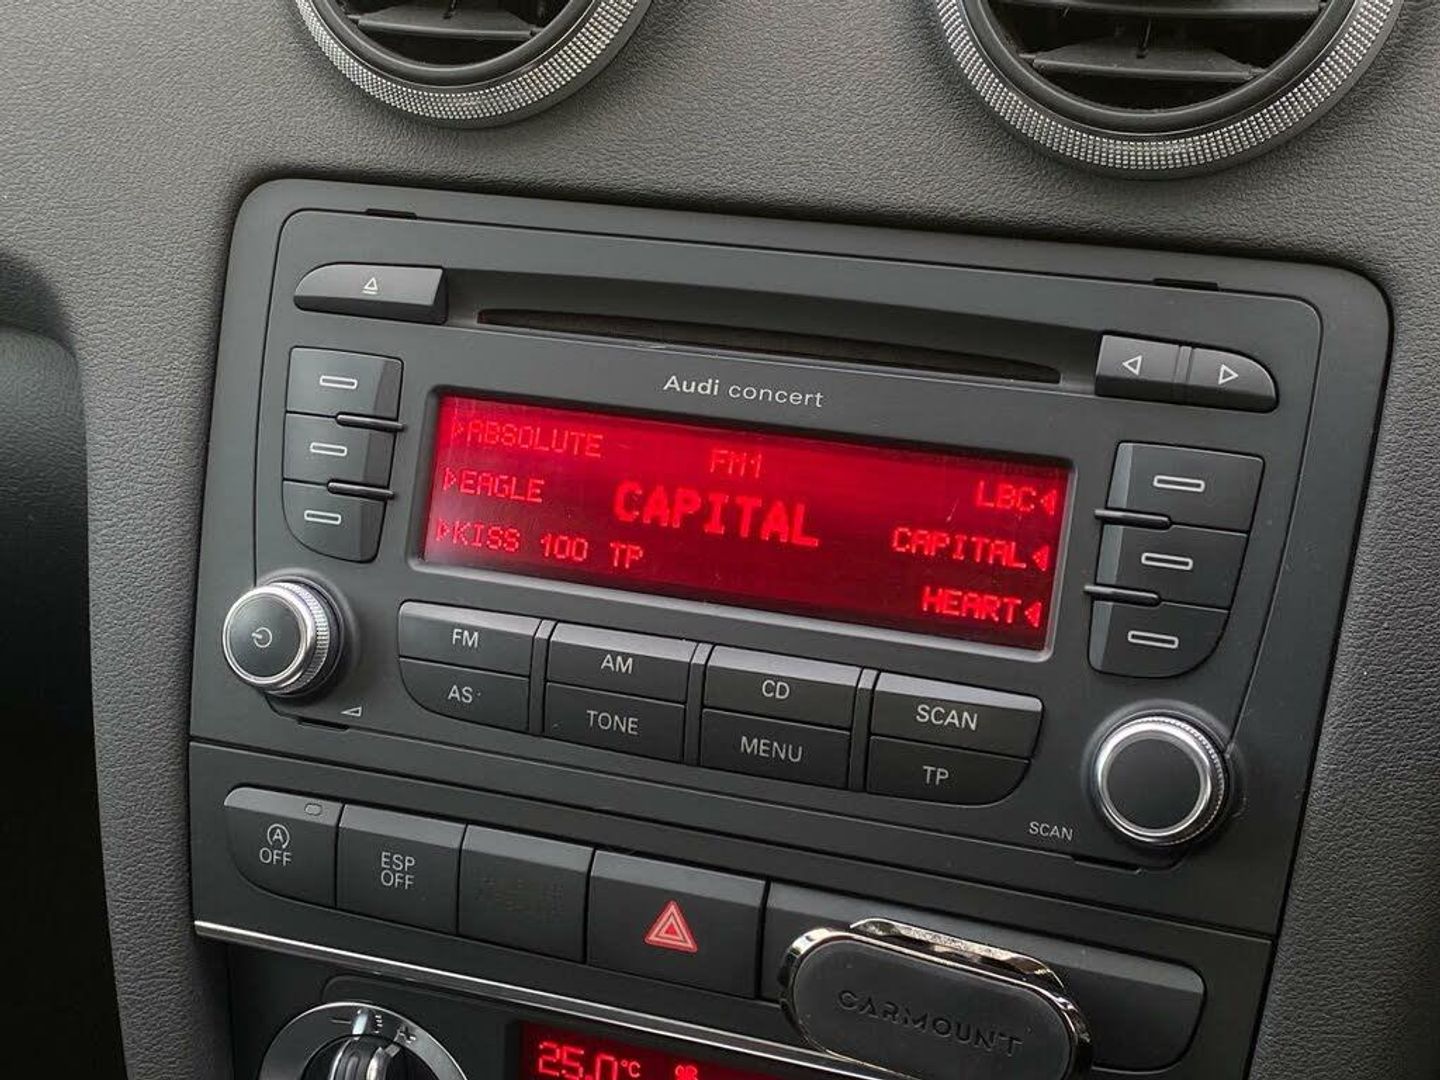 Audi concert
ABSOLUTE
FM1
LBC
EAGLE
CAPITAL
CAPITAL
KISS 100 TP
HEART
FM
AM
CD
SCAN
AS
TONE
MENU
TP
SCAN
A
OFF
ESP
OFF
CARMOUNT
25.0°C